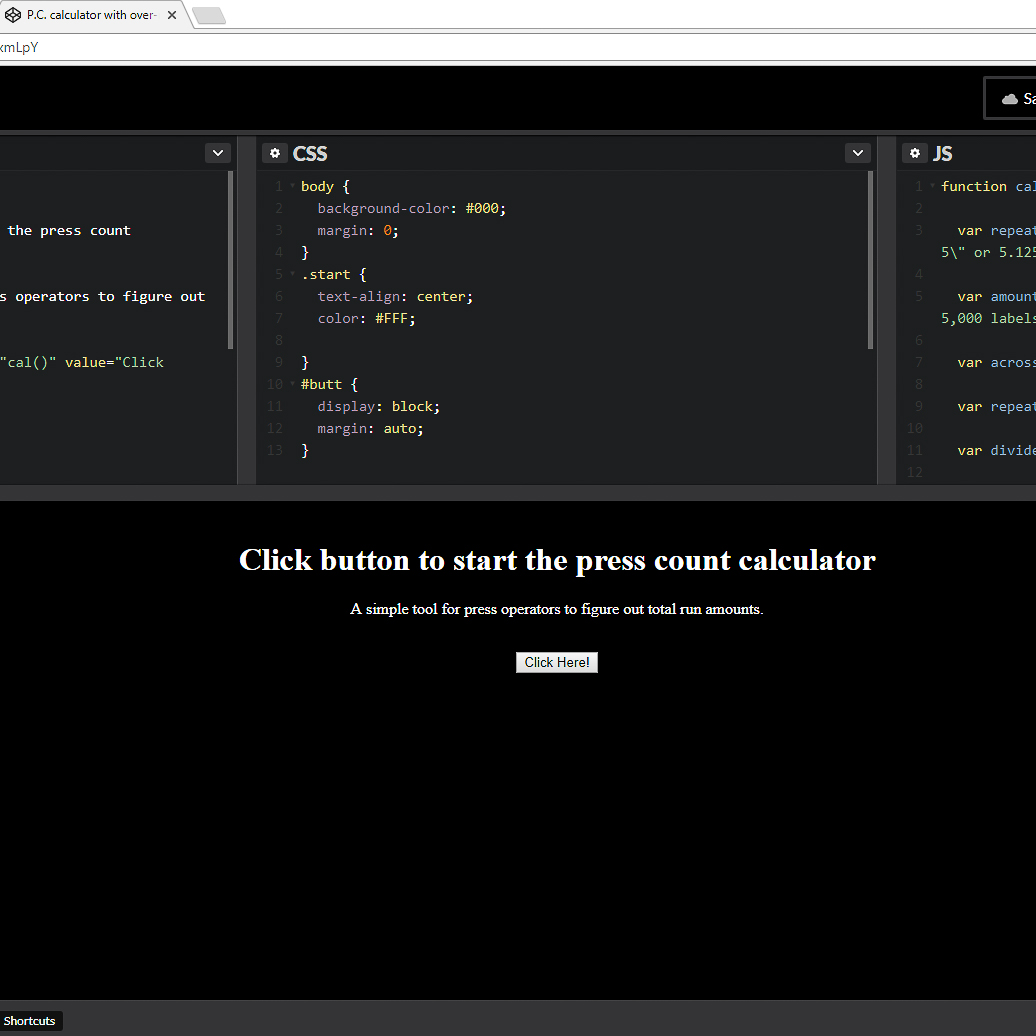 P.C. calculator with over-
xmLpY
Sa
the press count
s operators to figure out
"cal()" value="Click
CSS
1 body {
2 background-color: #000;
3 margin: 0;
4 }
5 .start {
6 text-align: center;
7 color: #FFF;
8
9 }
10 #butt {
11 display: block;
12 margin: auto;
13 }
JS
1 function cal
2
3 var repeat
5\" or 5.125
4
5 var amount
5,000 labels
6
7 var across
8
9 var repeat
10
11 var divide
12
Click button to start the press count calculator
A simple tool for press operators to figure out total run amounts.
Click Here!
Shortcuts